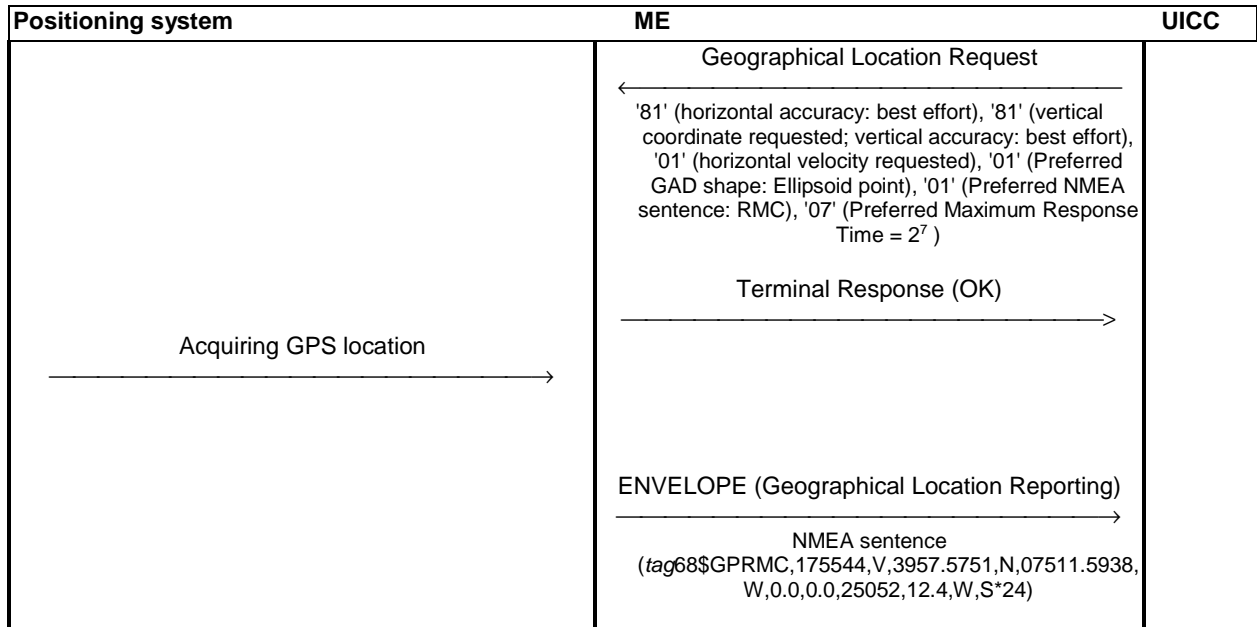 Positioning system ME UICC
Geographical Location Request
'81' (horizontal accuracy: best effort), '81' (vertical
coordinate requested; vertical accuracy: best effort),
'01' (horizontal velocity requested), '01' (Preferred
GAD shape: Ellipsoid point), '01' (Preferred NMEA
sentence: RMC), '07' (Preferred Maximum Response
Time = 2⁷ )
Terminal Response (OK)
Acquiring GPS location
ENVELOPE (Geographical Location Reporting)
NMEA sentence
(tag68$GPRMC,175544,V,3957.5751,N,07511.5938,
W,0.0,0.0,25052,12.4,W,S*24)